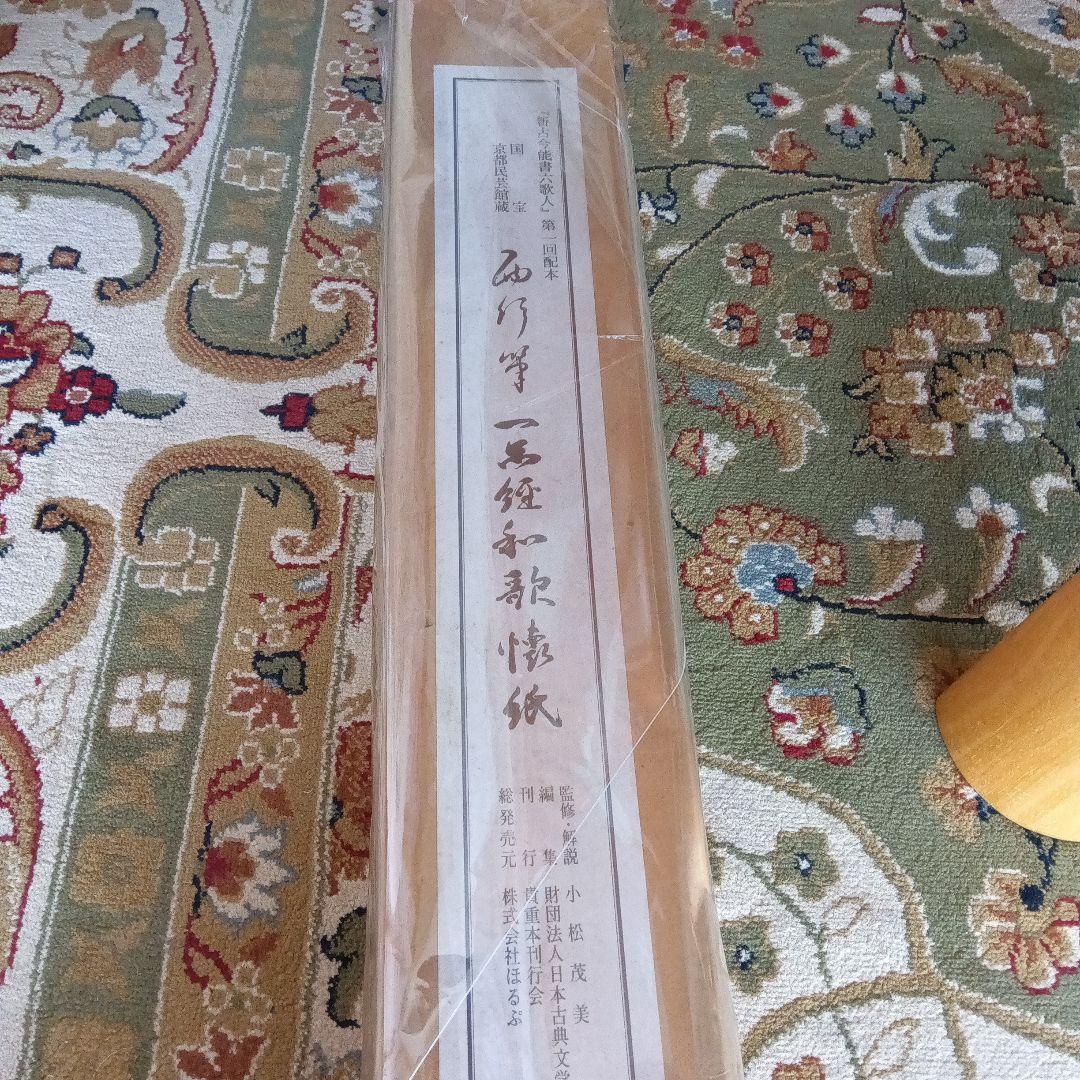 『新古今能書六歌人』第一回配本
国宝
京都民芸館蔵
西行筆一品経和歌懐紙
監修・解説 小松茂美
編集 財団法人日本古典文学
刊行 貴重本刊行会
総発売元 株式会社ほるぷ